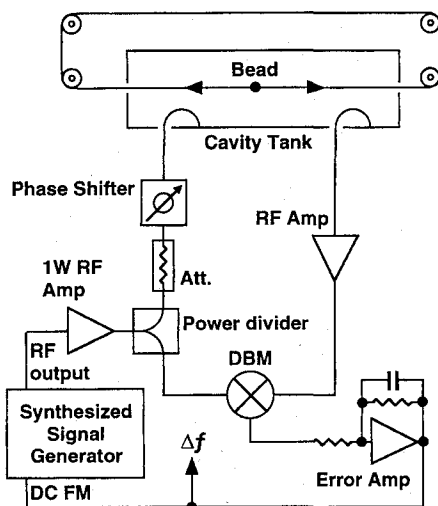 Bead
Cavity Tank
Phase Shifter
RF Amp
1W RF
Amp
Att.
Power divider
DBM
RF
output
Synthesized
Signal
Generator
Δf
Error Amp
DC FM